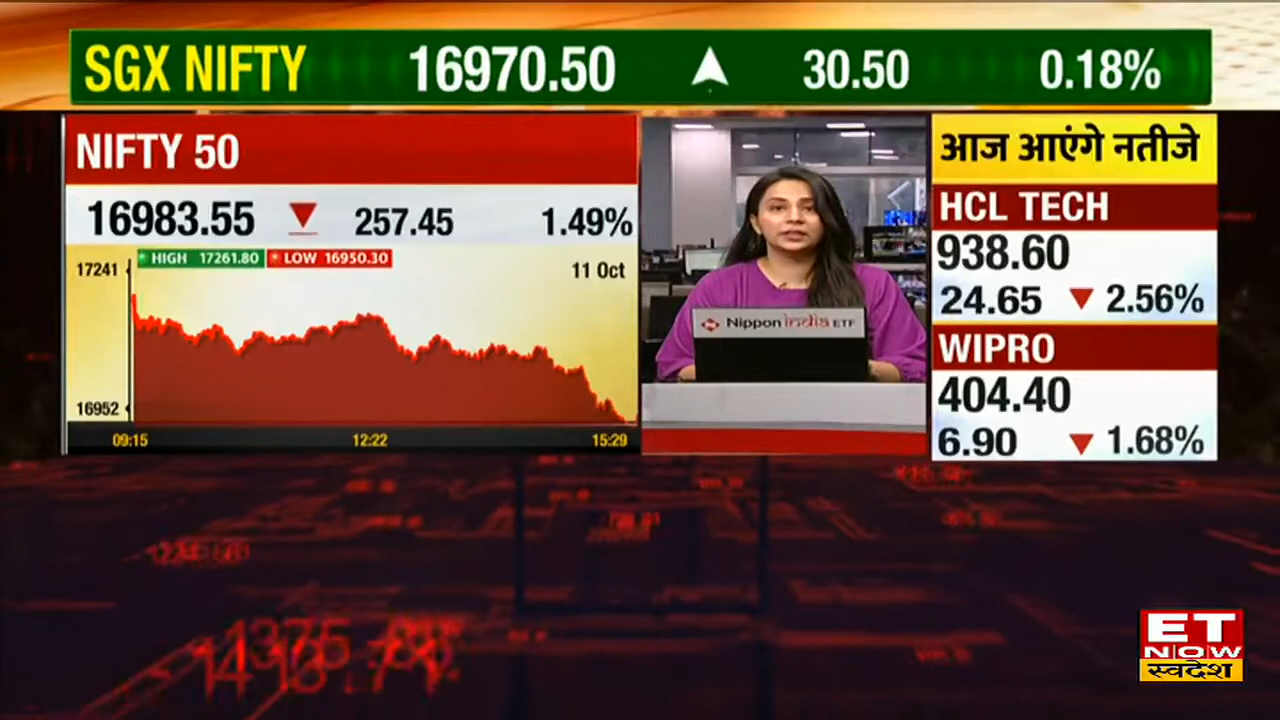 SGX NIFTY 16970.50 30.50 0.18%
NIFTY 50
16983.55 257.45 1.49%
HIGH 17261.80 LOW 16950.30
17241 11 Oct
16952
09:15 12:22 15:29
Nippon india ETF
आज आएंगे नतीजे
HCL TECH
938.60
24.65 2.56%
WIPRO
404.40
6.90 1.68%
ET
NOW
स्वदेश